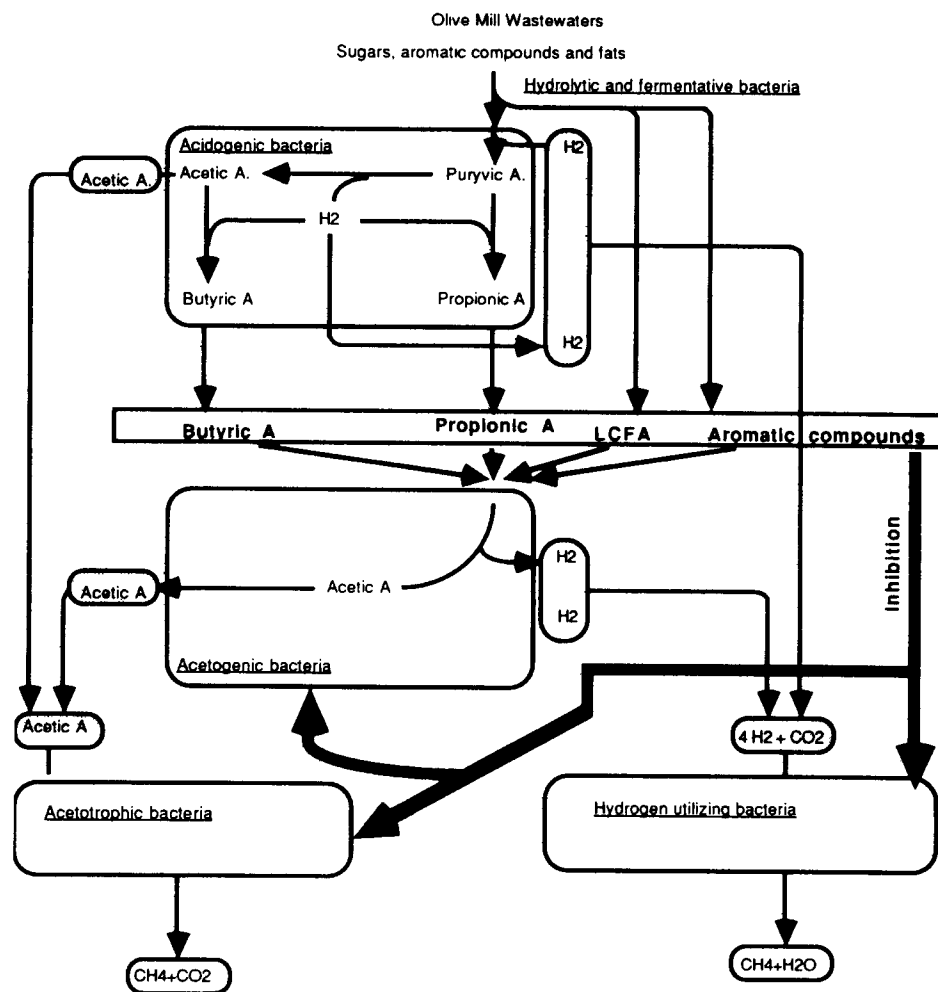 Olive Mill Wastewaters
Sugars, aromatic compounds and fats
Hydrolytic and fermentative bacteria
Acidogenic bacteria
H2
Acetic A.
Acetic A.
Puryvic A.
H2
Butyric A
Propionic A
H2
Butyric A
Propionic A
LCFA
Aromatic compounds
Inhibition
H2
Acetic A
Acetic A
H2
Acetogenic bacteria
Acetic A
4 H2 + CO2
Acetotrophic bacteria
Hydrogen utilizing bacteria
CH4+CO2
CH4+H2O